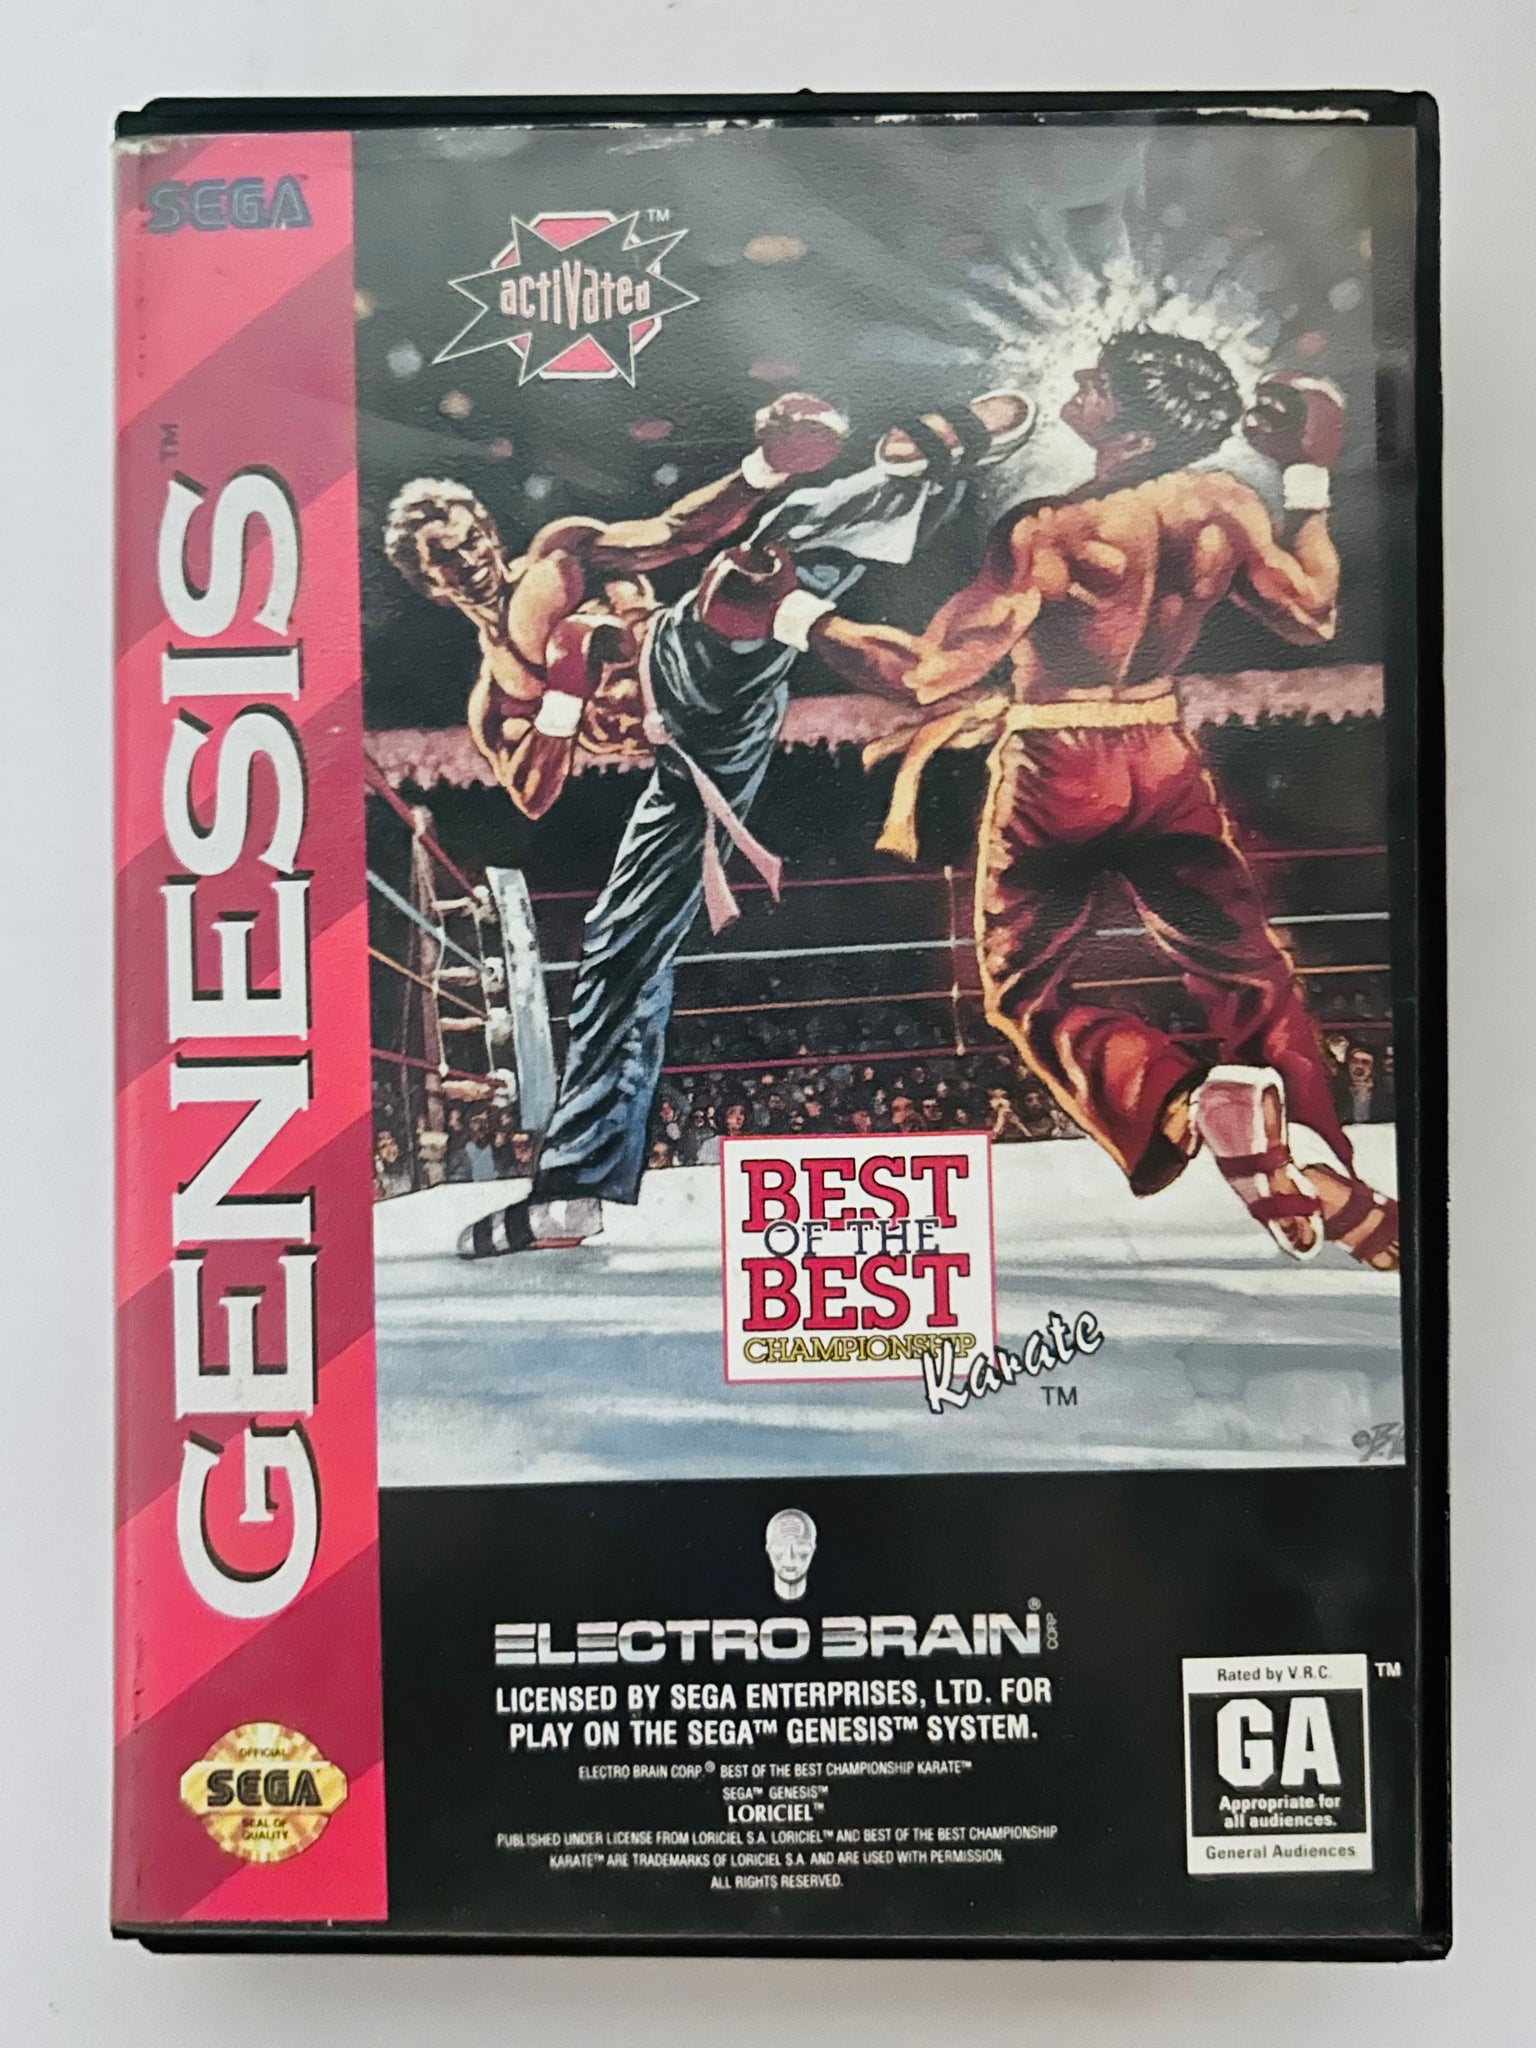 SEGA
GENESIS™
activated™
BEST
OF THE
BEST
CHAMPIONSHIP
Karate
TM
ELECTRO BRAIN® CORP.
LICENSED BY SEGA ENTERPRISES, LTD. FOR
PLAY ON THE SEGA™ GENESIS™ SYSTEM.
ELECTRO BRAIN CORP.® BEST OF THE BEST CHAMPIONSHIP KARATE™
SEGA™ GENESIS™
LORICIEL™
PUBLISHED UNDER LICENSE FROM LORICIEL S.A. LORICIEL™ AND BEST OF THE BEST CHAMPIONSHIP
KARATE™ ARE TRADEMARKS OF LORICIEL S.A. AND ARE USED WITH PERMISSION.
ALL RIGHTS RESERVED.
OFFICIAL
SEGA
SEAL OF
QUALITY
Rated by V.R.C.
TM
GA
Appropriate for
all audiences.
General Audiences